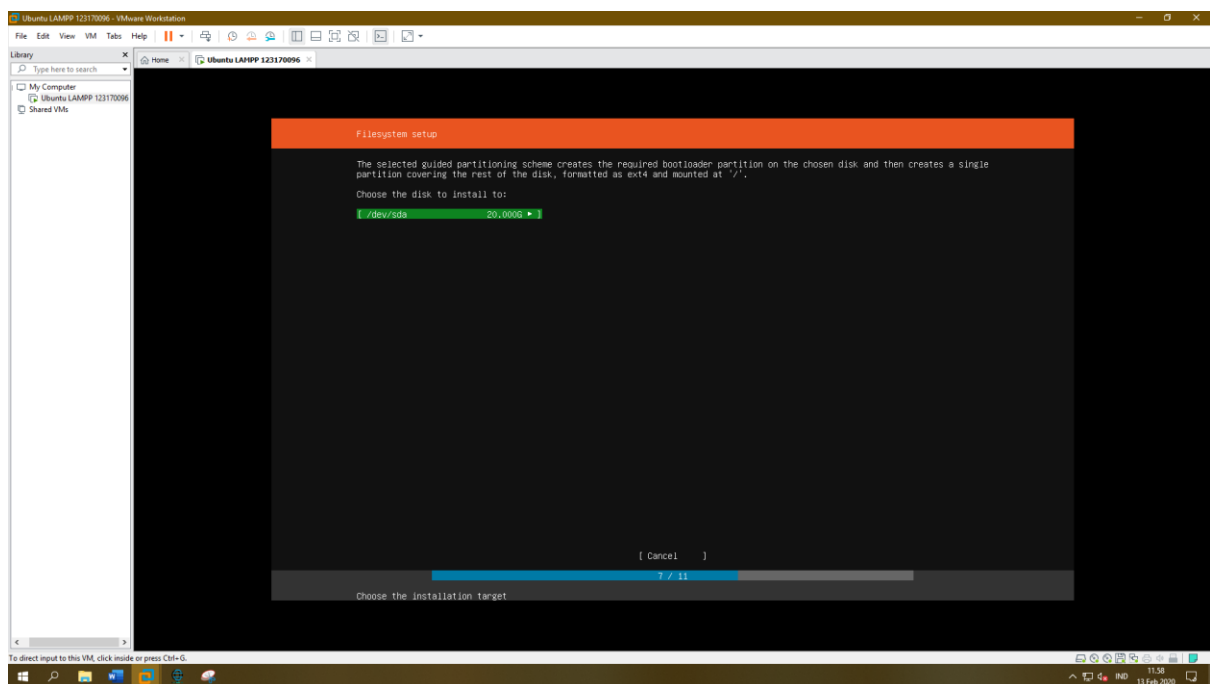 Ubuntu LAMPP 123170096 - VMware Workstation
File Edit View VM Tabs Help
Library
Home
Ubuntu LAMPP 123170096
Type here to search
My Computer
Ubuntu LAMPP 123170096
Shared VMs
Filesystem setup
The selected guided partitioning scheme creates the required bootloader partition on the chosen disk and then creates a single
partition covering the rest of the disk, formatted as ext4 and mounted at '/'.
Choose the disk to install to:
[ /dev/sda 20.000G ► ]
[ Cancel ]
7 / 11
Choose the installation target
To direct input to this VM, click inside or press Ctrl+G.
IND
11.58
13 Feb 2020